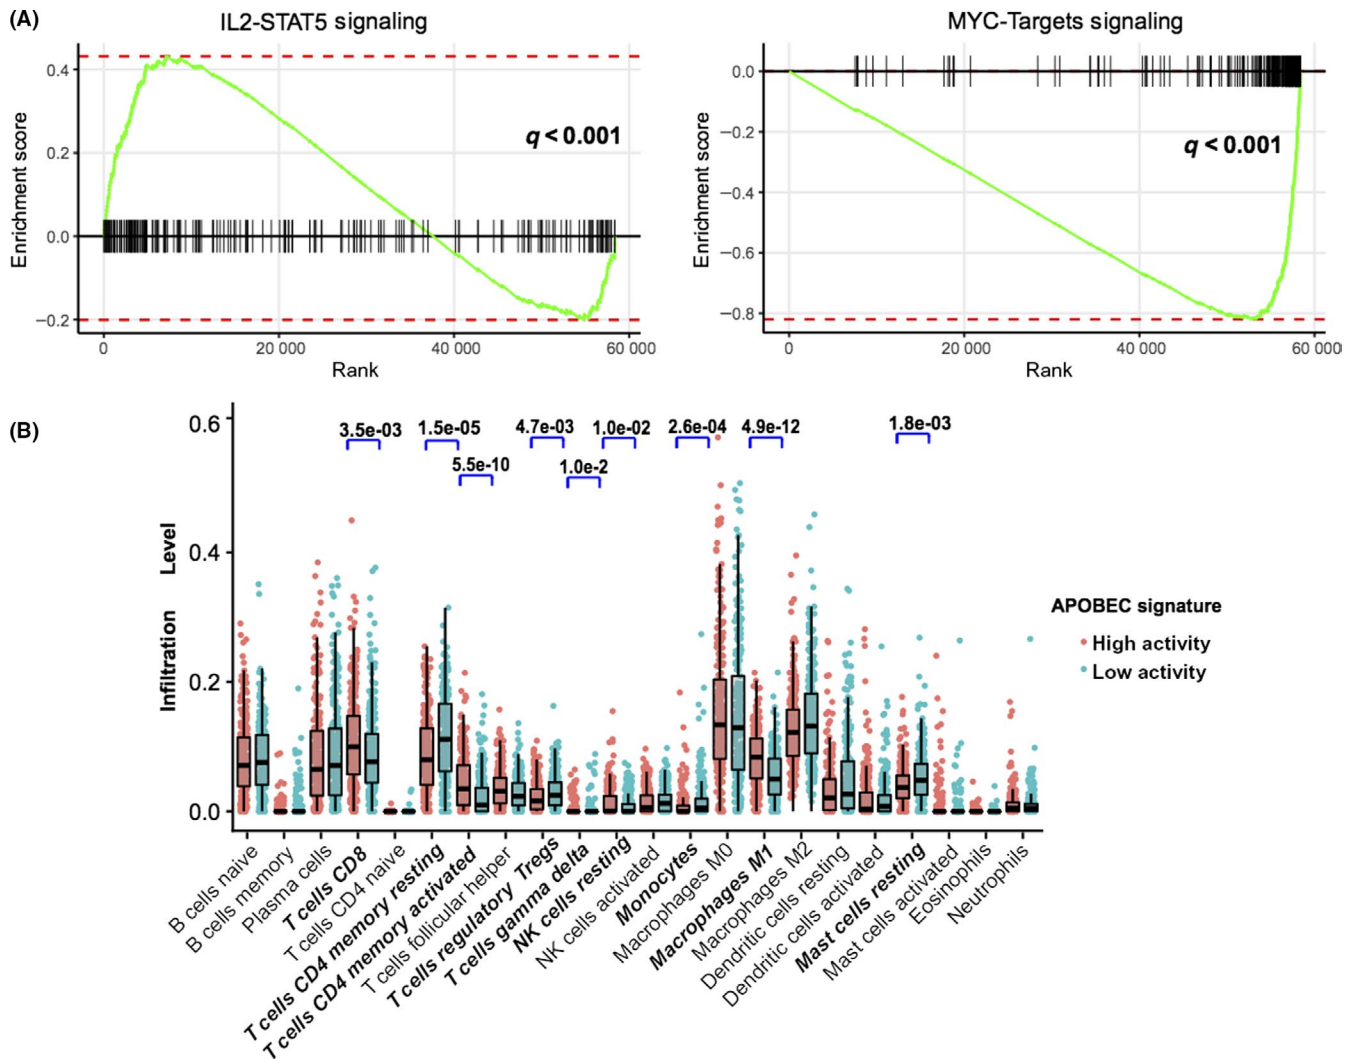 (A)
IL2-STAT5 signaling
MYC-Targets signaling
Enrichment score
0.4
0.2
0.0
−0.2
q < 0.001
0
20 000
40 000
60 000
Rank
Enrichment score
0.0
−0.2
−0.4
−0.6
−0.8
q < 0.001
0
20 000
40 000
60 000
Rank
(B)
Infiltration Level
0.6
0.4
0.2
0.0
3.5e-03
1.5e-05
5.5e-10
4.7e-03
1.0e-2
1.0e-02
2.6e-04
4.9e-12
1.8e-03
APOBEC signature
High activity
Low activity
B cells naive
B cells memory
Plasma cells
T cells CD8
T cells CD4 naive
T cells CD4 memory resting
T cells CD4 memory activated
T cells follicular helper
T cells regulatory Tregs
T cells gamma delta
NK cells resting
NK cells activated
Monocytes
Macrophages M0
Macrophages M1
Macrophages M2
Dendritic cells resting
Dendritic cells activated
Mast cells resting
Mast cells activated
Eosinophils
Neutrophils